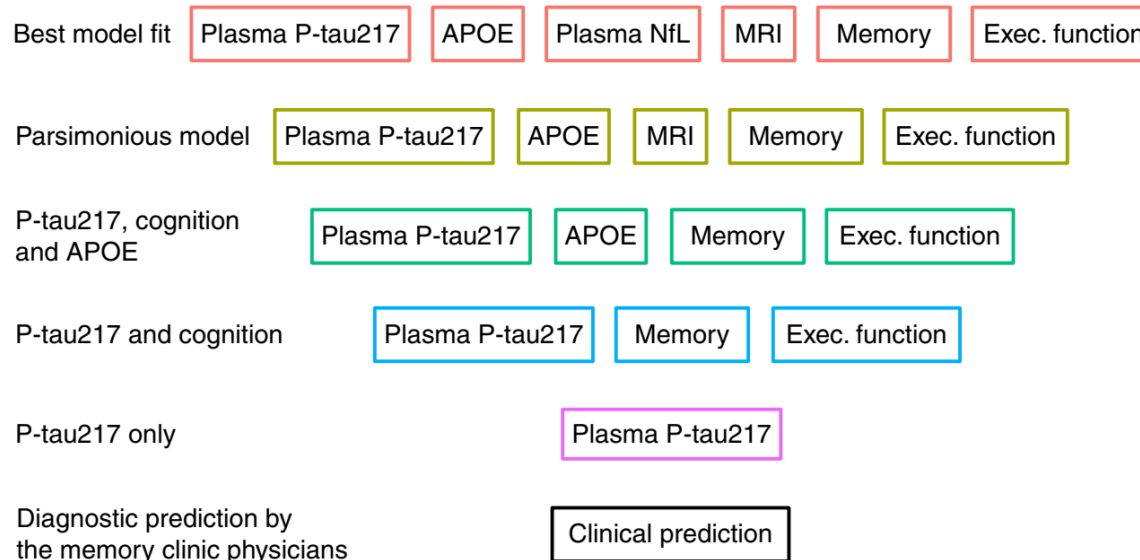 Best model fit Plasma P-tau217 APOE Plasma NfL MRI Memory Exec. function
Parsimonious model Plasma P-tau217 APOE MRI Memory Exec. function
P-tau217, cognition
and APOE Plasma P-tau217 APOE Memory Exec. function
P-tau217 and cognition Plasma P-tau217 Memory Exec. function
P-tau217 only Plasma P-tau217
Diagnostic prediction by
the memory clinic physicians Clinical prediction